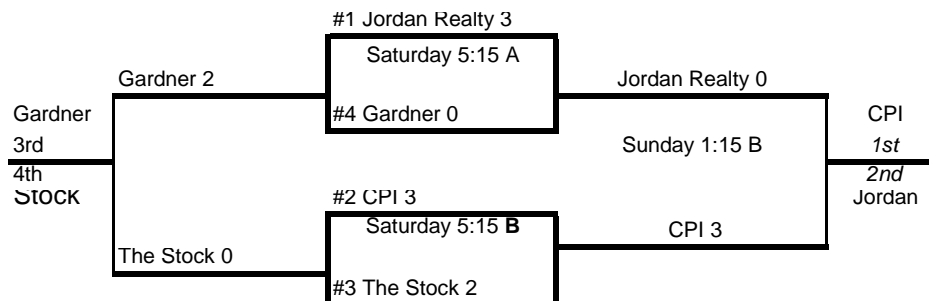 #1 Jordan Realty 3
Saturday 5:15 A
Gardner 2
Jordan Realty 0
Gardner
#4 Gardner 0
CPI
3rd
Sunday 1:15 B
1st
4th
2nd
Stock
#2 CPI 3
Jordan
Saturday 5:15 B
CPI 3
The Stock 0
#3 The Stock 2